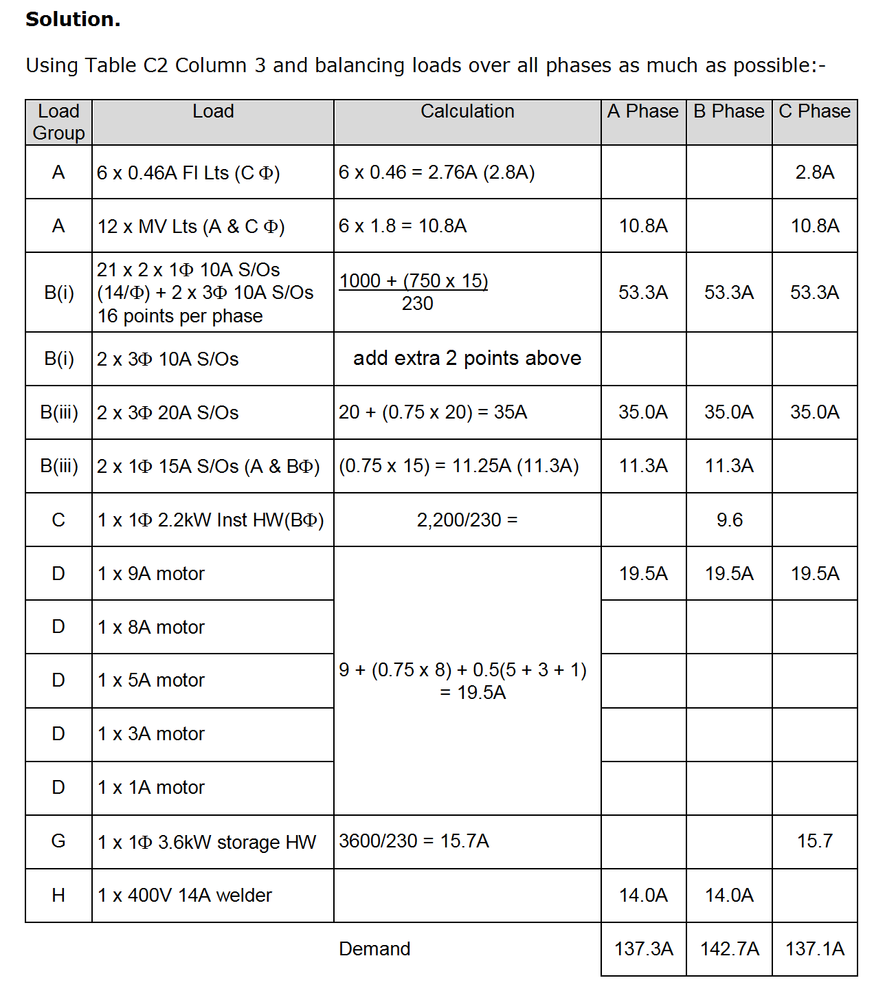 Solution.
Using Table C2 Column 3 and balancing loads over all phases as much as possible:-
Load Group Load Calculation A Phase B Phase C Phase
A 6 x 0.46A Fl Lts (C Φ) 6 x 0.46 = 2.76A (2.8A) 2.8A
A 12 x MV Lts (A & C Φ) 6 x 1.8 = 10.8A 10.8A 10.8A
21 x 2 x 1Φ 10A S/Os
B(i) (14/Φ) + 2 x 3Φ 10A S/Os 1000 + (750 x 15) 53.3A 53.3A 53.3A
16 points per phase 230
B(i) 2 x 3Φ 10A S/Os add extra 2 points above
B(iii) 2 x 3Φ 20A S/Os 20 + (0.75 x 20) = 35A 35.0A 35.0A 35.0A
B(iii) 2 x 1Φ 15A S/Os (A & BΦ) (0.75 x 15) = 11.25A (11.3A) 11.3A 11.3A
C 1 x 1Φ 2.2kW Inst HW(BΦ) 2,200/230 = 9.6
D 1 x 9A motor 19.5A 19.5A 19.5A
D 1 x 8A motor
9 + (0.75 x 8) + 0.5(5 + 3 + 1)
D 1 x 5A motor
= 19.5A
D 1 x 3A motor
D 1 x 1A motor
G 1 x 1Φ 3.6kW storage HW 3600/230 = 15.7A 15.7
H 1 x 400V 14A welder 14.0A 14.0A
Demand 137.3A 142.7A 137.1A